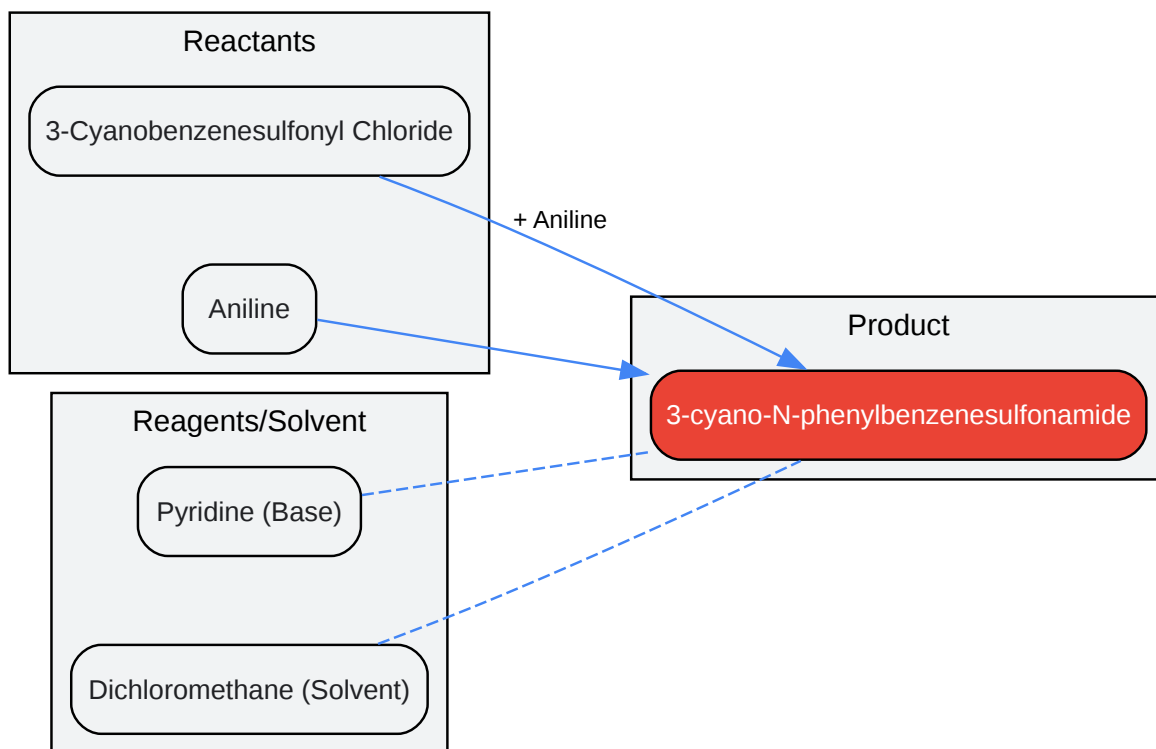 Reactants
3-Cyanobenzenesulfonyl Chloride
+ Aniline
Aniline
Product
3-cyano-N-phenylbenzenesulfonamide
Reagents/Solvent
Pyridine (Base)
Dichloromethane (Solvent)